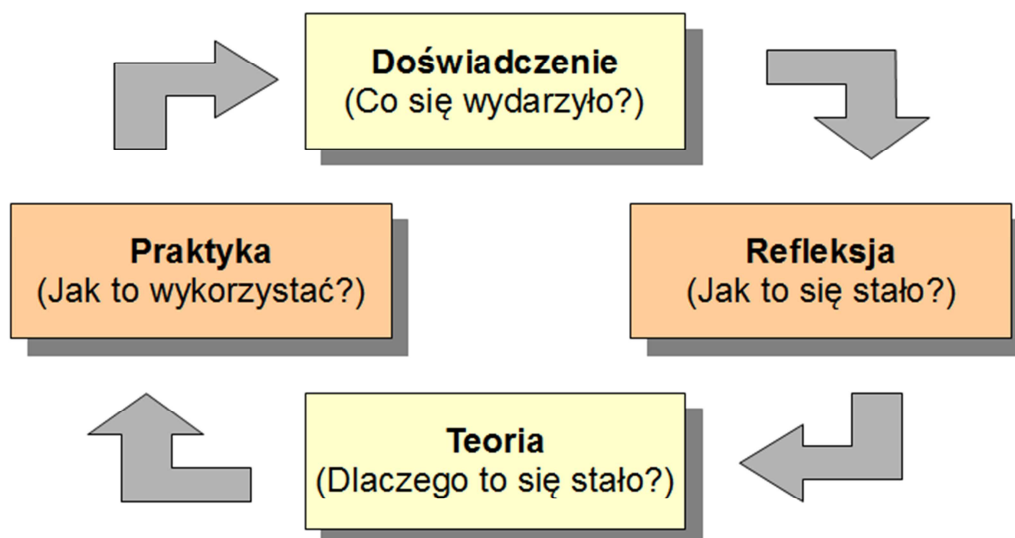 Doświadczenie
(Co się wydarzyło?)
Praktyka
(Jak to wykorzystać?)
Refleksja
(Jak to się stało?)
Teoria
(Dlaczego to się stało?)